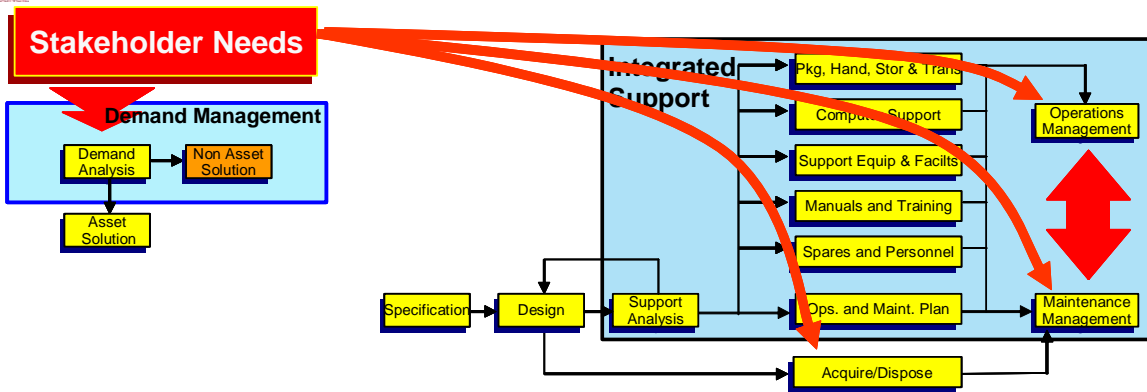 Stakeholder Needs
Demand Management
Demand
Analysis
Non Asset
Solution
Asset
Solution
Integrated
Support
Pkg, Hand, Stor & Trans
Computer Support
Support Equip & Facilts
Manuals and Training
Spares and Personnel
Ops. and Maint. Plan
Operations
Management
Maintenance
Management
Specification
Design
Support
Analysis
Acquire/Dispose